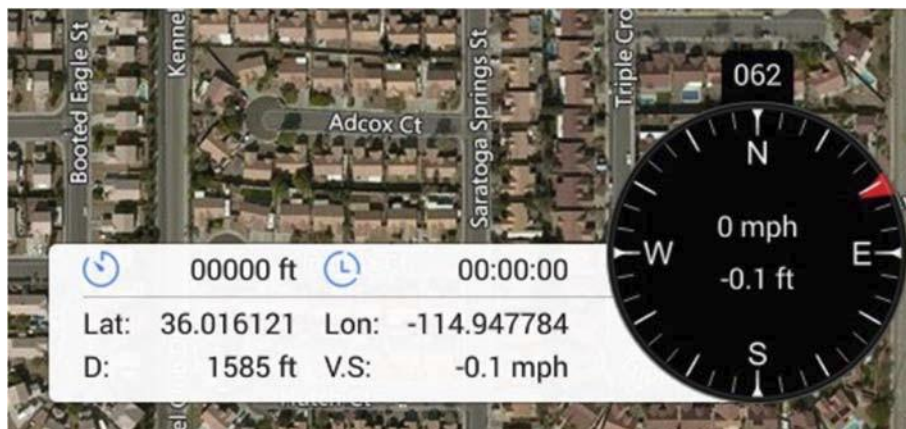 Booted Eagle St
Kennel
Adcox Ct
Saratoga Springs St
Triple Cro
062
N
0 mph
W
E
-0.1 ft
S
00000 ft 00:00:00
Lat: 36.016121 Lon: -114.947784
D: 1585 ft V.S: -0.1 mph